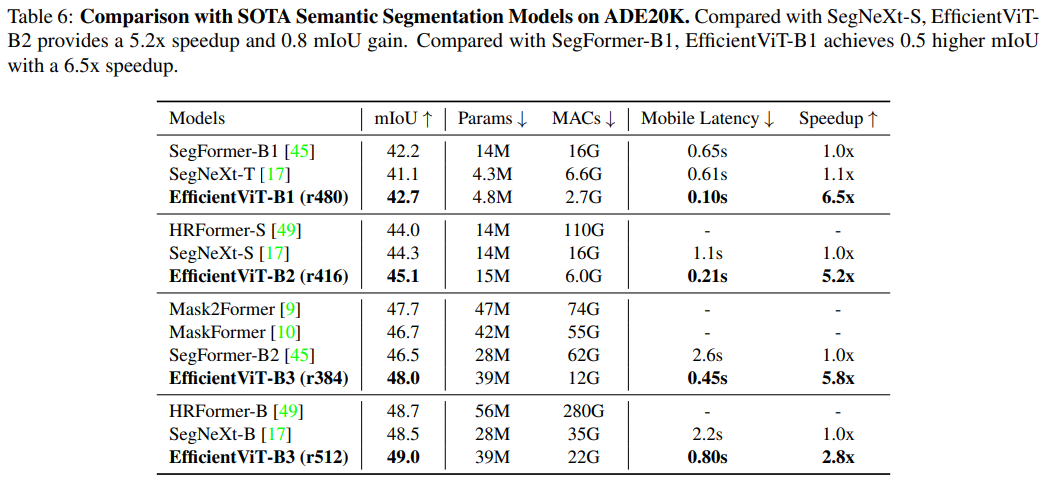 Table 6: Comparison with SOTA Semantic Segmentation Models on ADE20K. Compared with SegNeXt-S, EfficientViT-
B2 provides a 5.2x speedup and 0.8 mIoU gain. Compared with SegFormer-B1, EfficientViT-B1 achieves 0.5 higher mIoU
with a 6.5x speedup.
Models mIoU ↑ Params ↓ MACs ↓ Mobile Latency ↓ Speedup ↑
SegFormer-B1 [45] 42.2 14M 16G 0.65s 1.0x
SegNeXt-T [17] 41.1 4.3M 6.6G 0.61s 1.1x
EfficientViT-B1 (r480) 42.7 4.8M 2.7G 0.10s 6.5x
HRFormer-S [49] 44.0 14M 110G - -
SegNeXt-S [17] 44.3 14M 16G 1.1s 1.0x
EfficientViT-B2 (r416) 45.1 15M 6.0G 0.21s 5.2x
Mask2Former [9] 47.7 47M 74G - -
MaskFormer [10] 46.7 42M 55G - -
SegFormer-B2 [45] 46.5 28M 62G 2.6s 1.0x
EfficientViT-B3 (r384) 48.0 39M 12G 0.45s 5.8x
HRFormer-B [49] 48.7 56M 280G - -
SegNeXt-B [17] 48.5 28M 35G 2.2s 1.0x
EfficientViT-B3 (r512) 49.0 39M 22G 0.80s 2.8x